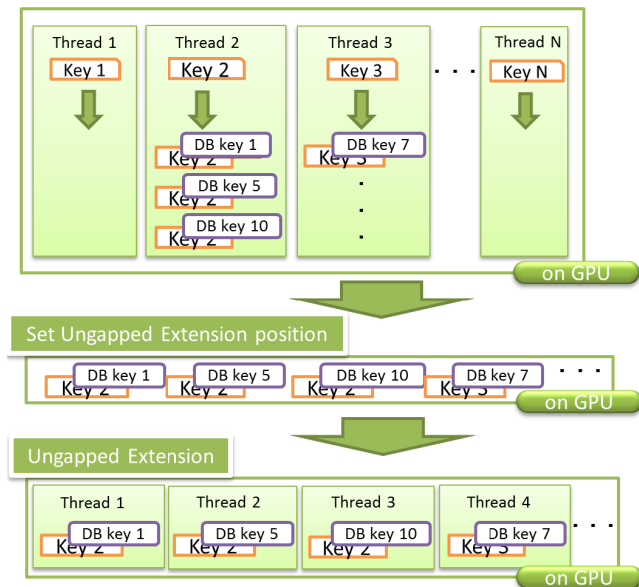 Thread 1
Thread 2
Thread 3
Thread N
Key 1
Key 2
Key 3
. . .
Key N
DB key 1
Key 2
DB key 7
Key 3
DB key 5
Key 2
DB key 10
Key 2
on GPU
Set Ungapped Extension position
DB key 1
DB key 5
DB key 10
DB key 7
. . .
Key 2
Key 2
Key 2
Key 3
on GPU
Ungapped Extension
Thread 1
Thread 2
Thread 3
Thread 4
DB key 1
DB key 5
DB key 10
DB key 7
. . .
Key 2
Key 2
Key 2
Key 3
on GPU